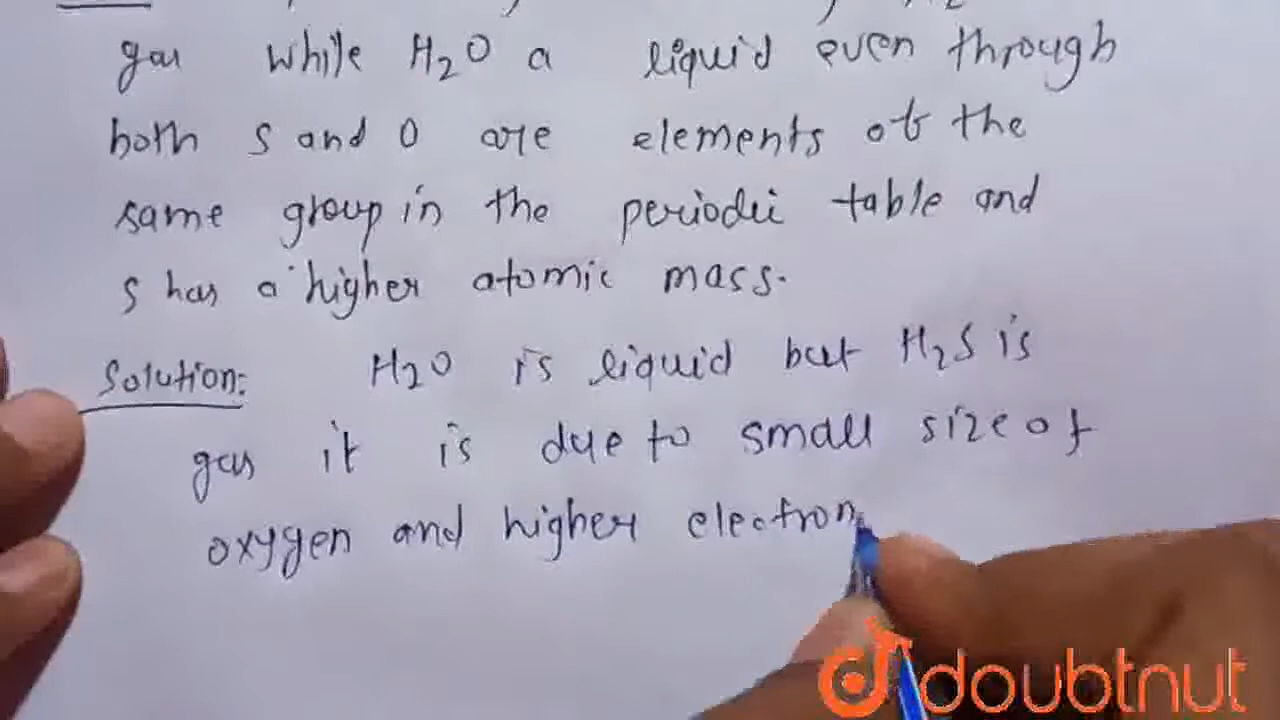 gas while H2O a liquid even through
both S and O are elements of the
same group in the periodic table and
S has a higher atomic mass.
Solution: H2O is liquid but H2S is
gas it is due to small size of
oxygen and higher electron
doubtnut